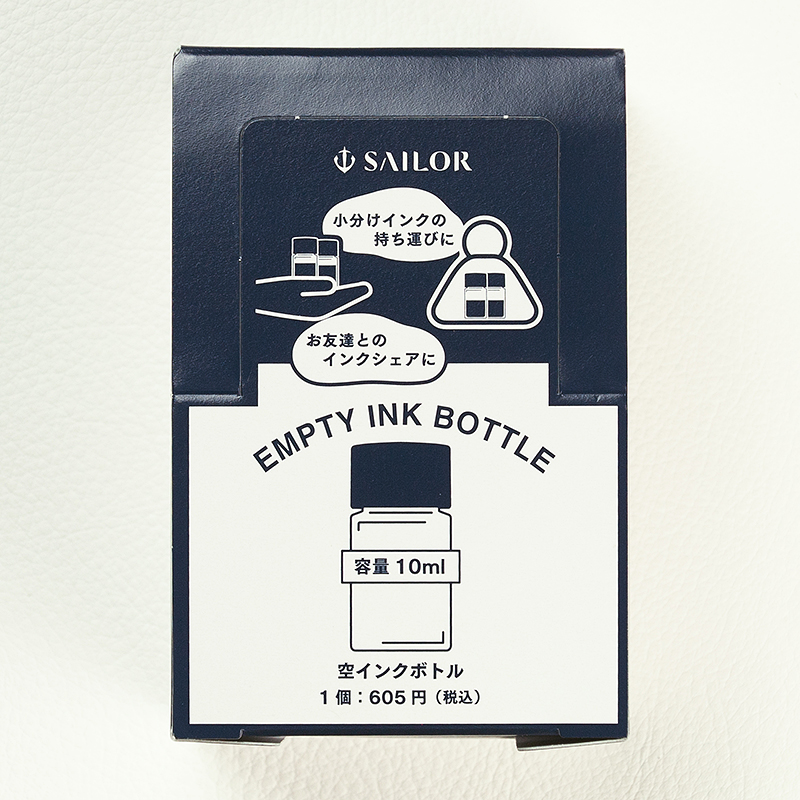 SAILOR
小分けインクの
持ち運びに
お友達との
インクシェアに
EMPTY INK BOTTLE
容量 10ml
空インクボトル
1個：605円（税込）